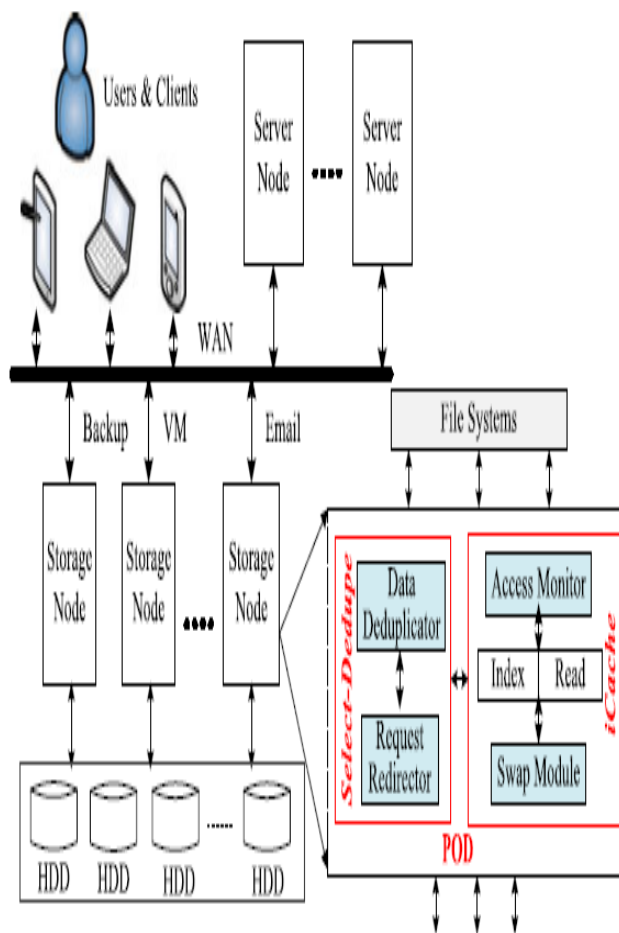 Users & Clients
Server
Node
Server
Node
WAN
Backup
VM
Email
File Systems
Storage
Node
Storage
Node
Storage
Node
Select-Dedupe
Data
Deduplicator
Request
Redirector
Access Monitor
Index
Read
Swap Module
iCache
POD
HDD
HDD
HDD
HDD